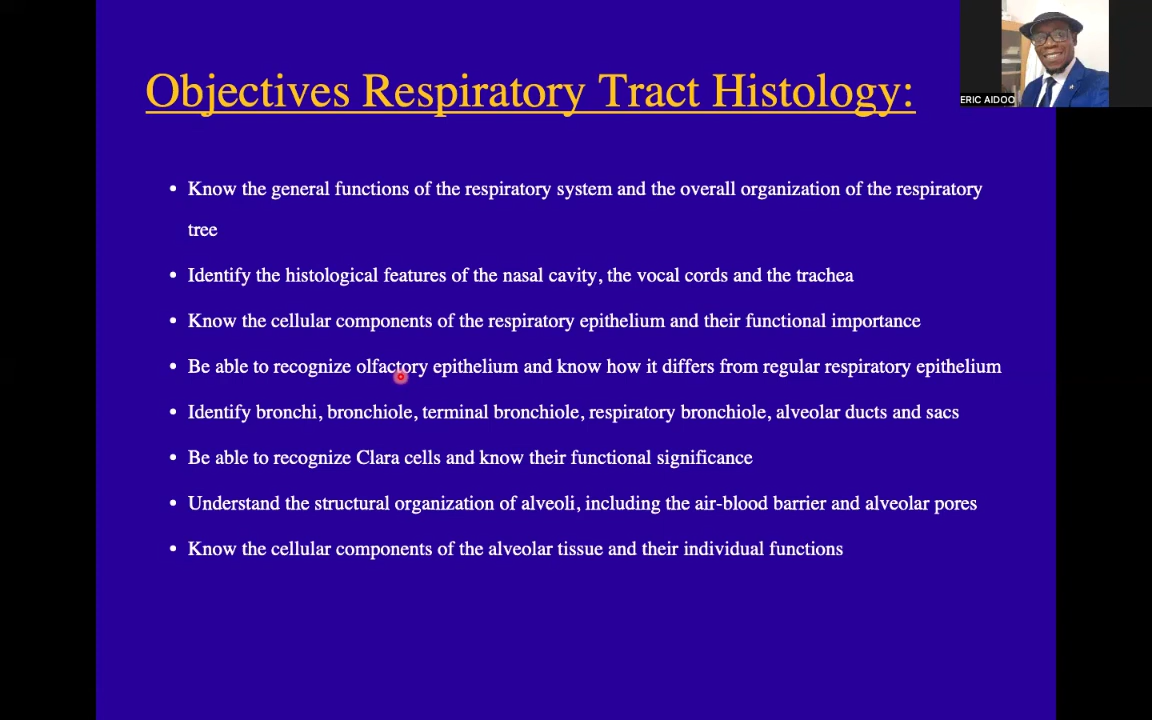 Objectives Respiratory Tract Histology:
ERIC AIDOO
• Know the general functions of the respiratory system and the overall organization of the respiratory
tree
• Identify the histological features of the nasal cavity, the vocal cords and the trachea
• Know the cellular components of the respiratory epithelium and their functional importance
• Be able to recognize olfactory epithelium and know how it differs from regular respiratory epithelium
• Identify bronchi, bronchiole, terminal bronchiole, respiratory bronchiole, alveolar ducts and sacs
• Be able to recognize Clara cells and know their functional significance
• Understand the structural organization of alveoli, including the air-blood barrier and alveolar pores
• Know the cellular components of the alveolar tissue and their individual functions